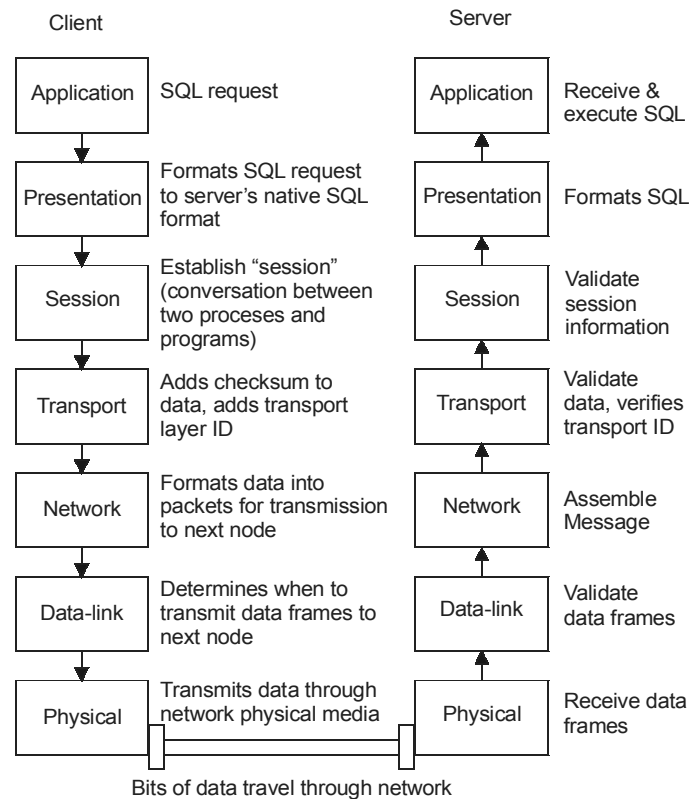 Client
Server
Application
SQL request
Application
Receive &
execute SQL
Presentation
Formats SQL request
to server's native SQL
format
Presentation
Formats SQL
Session
Establish “session”
(conversation between
two proceses and
programs)
Session
Validate
session
information
Transport
Adds checksum to
data, adds transport
layer ID
Transport
Validate
data, verifies
transport ID
Network
Formats data into
packets for transmission
to next node
Network
Assemble
Message
Data-link
Determines when to
transmit data frames to
next node
Data-link
Validate
data frames
Physical
Transmits data through
network physical media
Physical
Receive data
frames
Bits of data travel through network